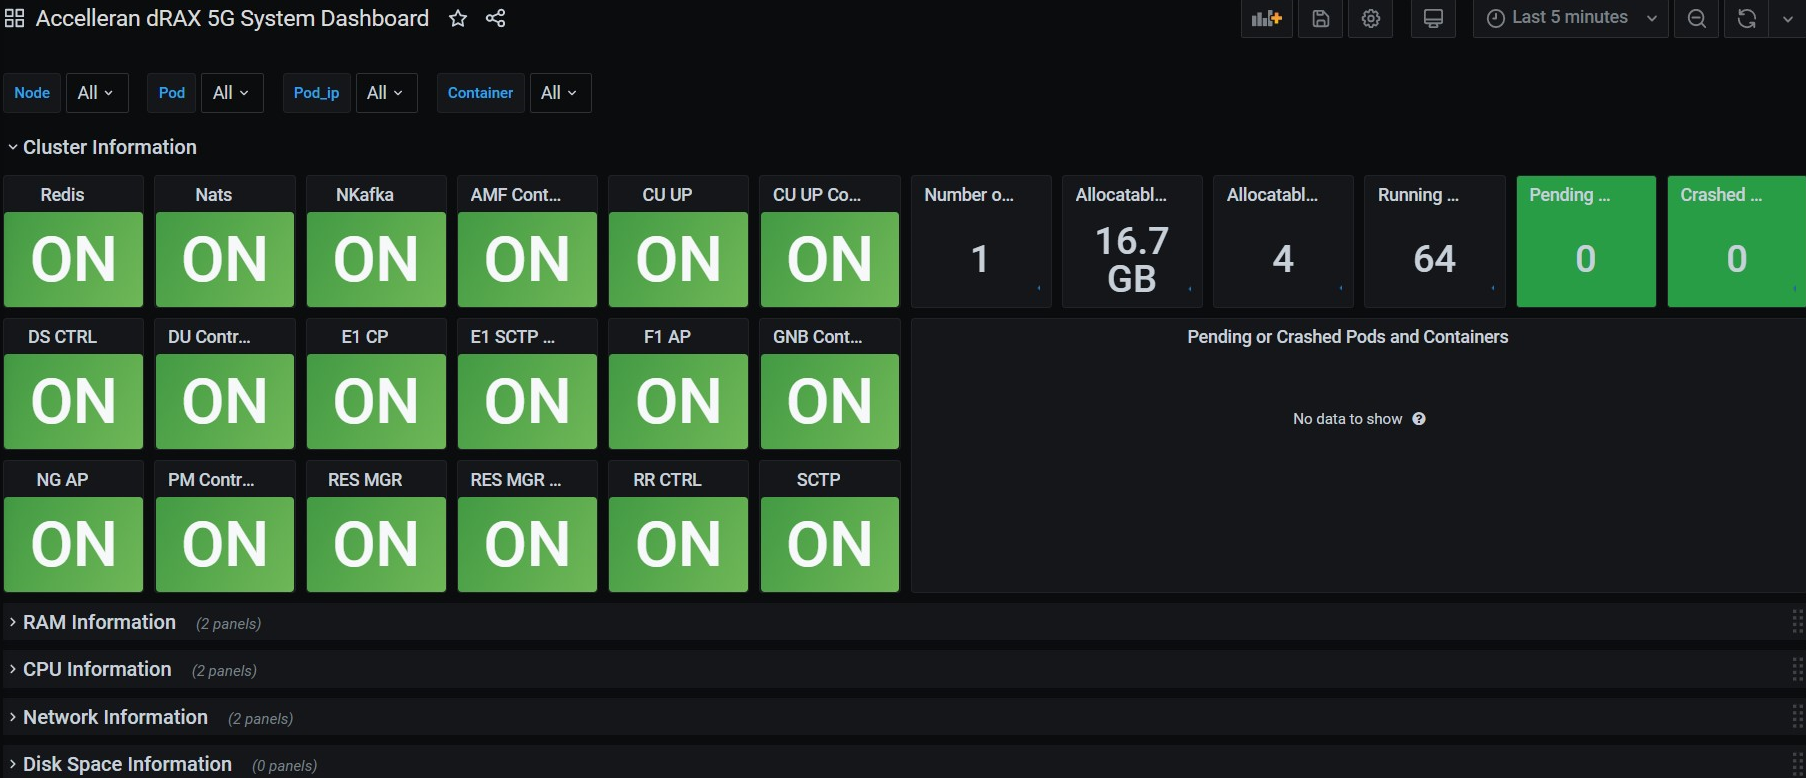 Accelleran dRAX 5G System Dashboard
Last 5 minutes
Node All Pod All Pod_ip All Container All
Cluster Information
Redis Nats NKafka AMF Cont... CU UP CU UP Co... Number o... Allocatabl... Allocatabl... Running ... Pending ... Crashed ...
ON ON ON ON ON ON 1 16.7 GB 4 64 0 0
DS CTRL DU Contr... E1 CP E1 SCTP ... F1 AP GNB Cont... Pending or Crashed Pods and Containers
ON ON ON ON ON ON No data to show
NG AP PM Contr... RES MGR RES MGR ... RR CTRL SCTP
ON ON ON ON ON ON
RAM Information (2 panels)
CPU Information (2 panels)
Network Information (2 panels)
Disk Space Information (0 panels)